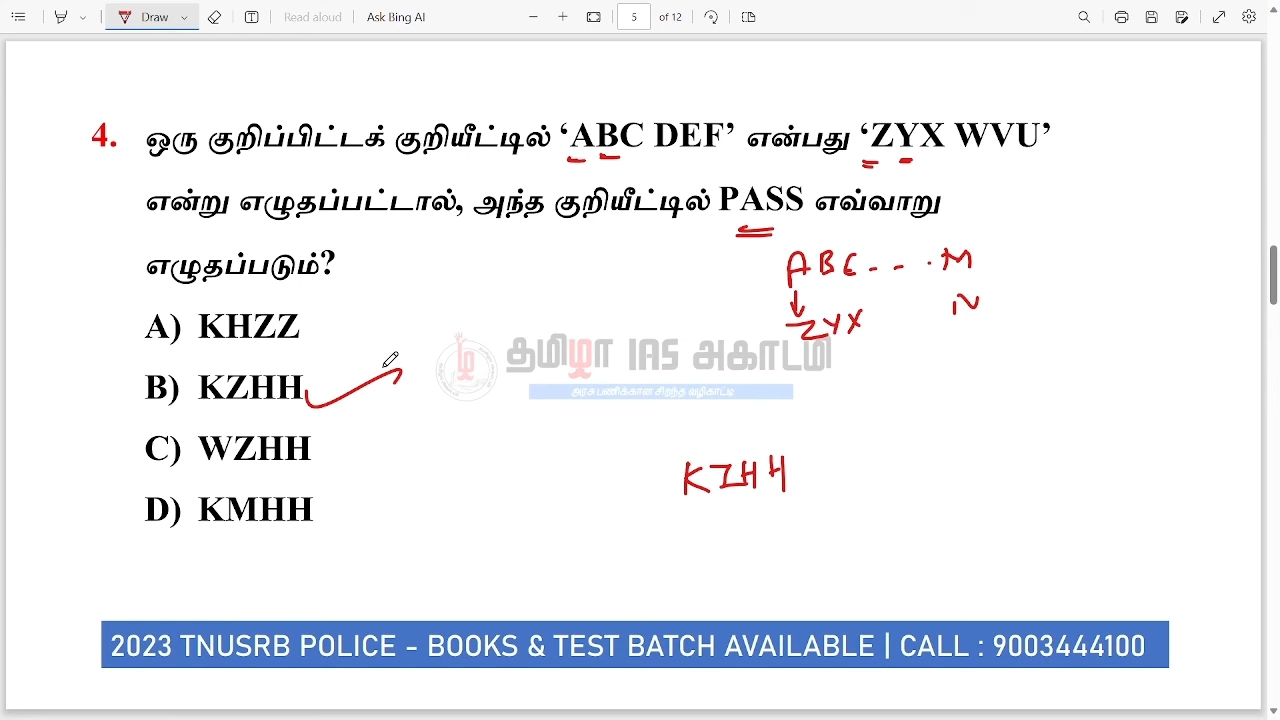 Draw
Read aloud
Ask Bing AI
5
of 12
4. ஒரு குறிப்பிட்டக் குறியீட்டில் ‘ABC DEF’ என்பது ‘ZYX WVU’
என்று எழுதப்பட்டால், அந்த குறியீட்டில் PASS எவ்வாறு
எழுதப்படும்?
A B C - - . M
ZYX N
A) KHZZ
தமிழா IAS அகாடமி
அரசு பணிக்கான சிறந்த வழிகாட்டி
B) KZHH
C) WZHH
KZHH
D) KMHH
2023 TNUSRB POLICE - BOOKS & TEST BATCH AVAILABLE | CALL : 9003444100